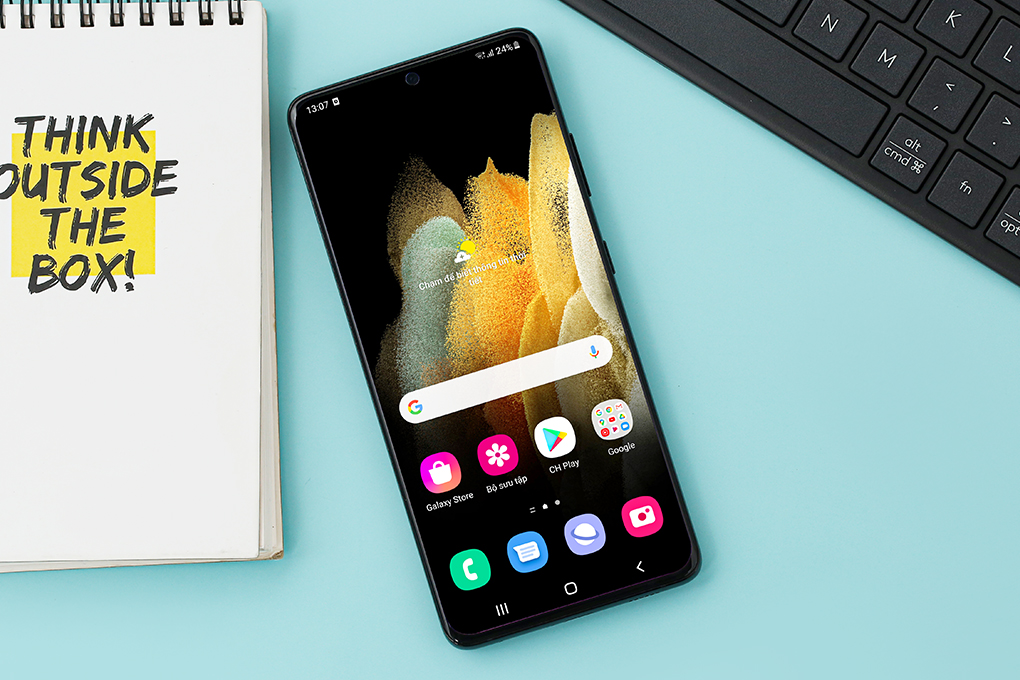 THINK
OUTSIDE
THE
BOX!
13:07
24%
Chạm để biết thông tin thời
tiết
G
Galaxy Store
Bộ sưu tập
CH Play
Google
N
M
K
L
<
,
>
.
alt
cmd ⌘
fn
opt